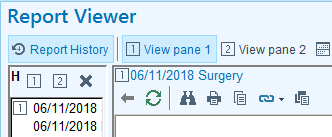 Report Viewer
Report History 1 View pane 1 2 View pane 2
H 1 2 1 06/11/2018 Surgery
1 06/11/2018
06/11/2018